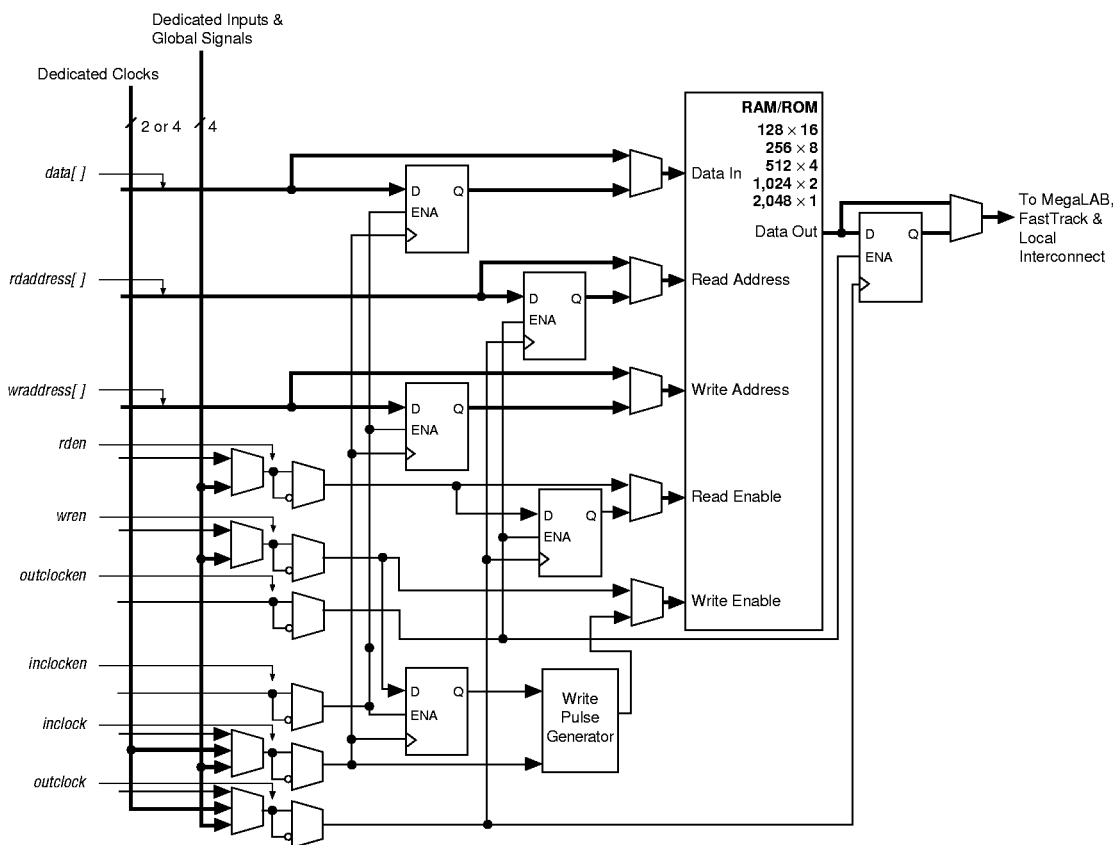 Dedicated Inputs &
Global Signals
Dedicated Clocks
2 or 4
4
RAM/ROM
128 × 16
256 × 8
512 × 4
1,024 × 2
2,048 × 1
data[ ]
D Q
ENA
Data In
Data Out
D Q
ENA
To MegaLAB,
FastTrack &
Local
Interconnect
rdaddress[ ]
D Q
ENA
Read Address
wraddress[ ]
D Q
ENA
Write Address
rden
Read Enable
wren
D Q
ENA
outclocken
Write Enable
inclocken
D Q
ENA
Write
Pulse
Generator
inclock
outclock